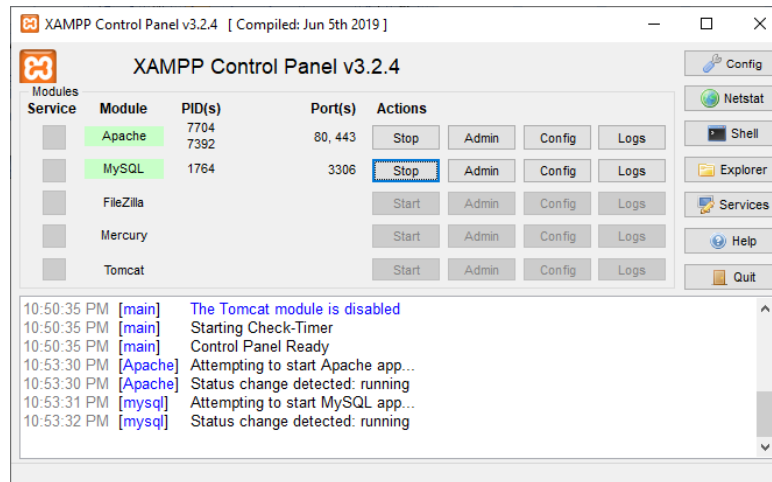 XAMPP Control Panel v3.2.4 [ Compiled: Jun 5th 2019 ]
XAMPP Control Panel v3.2.4
Config
Modules
Service Module PID(s) Port(s) Actions
Netstat
Apache 7704 7392 80, 443 Stop Admin Config Logs
Shell
MySQL 1764 3306 Stop Admin Config Logs
Explorer
FileZilla Start Admin Config Logs
Services
Mercury Start Admin Config Logs
Help
Tomcat Start Admin Config Logs
Quit
10:50:35 PM [main] The Tomcat module is disabled
10:50:35 PM [main] Starting Check-Timer
10:50:35 PM [main] Control Panel Ready
10:53:30 PM [Apache] Attempting to start Apache app...
10:53:30 PM [Apache] Status change detected: running
10:53:31 PM [mysql] Attempting to start MySQL app...
10:53:32 PM [mysql] Status change detected: running